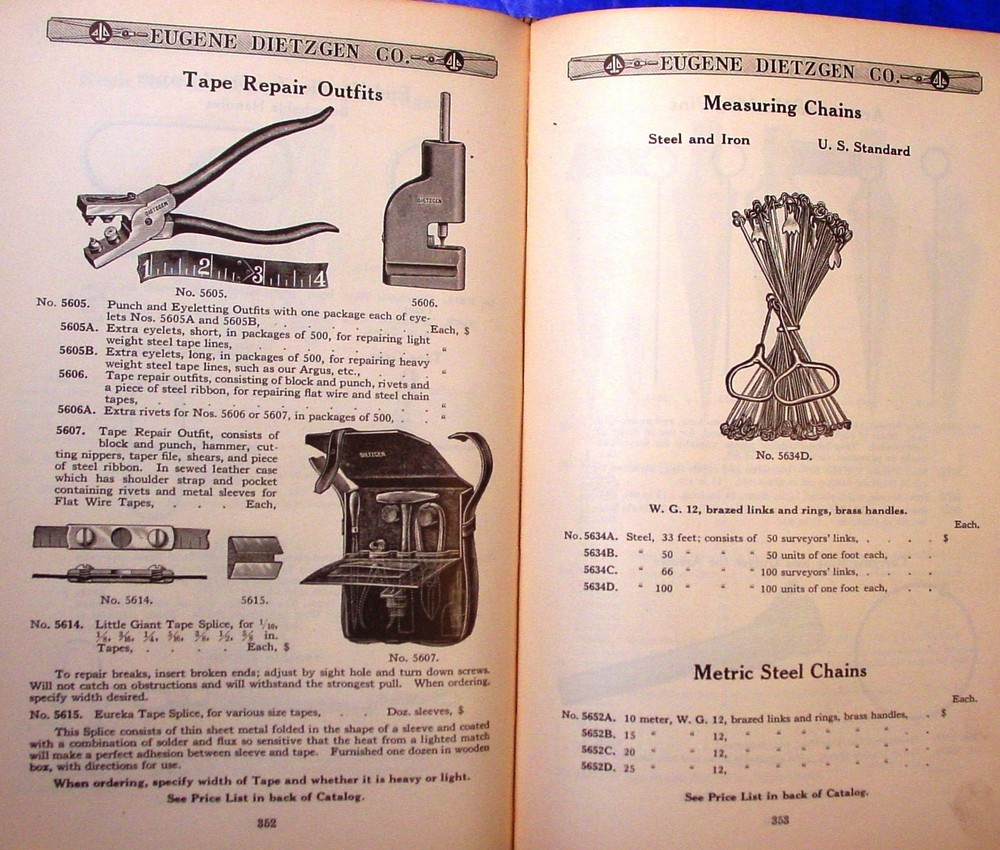 EUGENE DIETZGEN CO.
Tape Repair Outfits
DIETZGEN
DIETZGEN
1 2 3 4
No. 5605.
5606.
No. 5605. Punch and Eyeletting Outfits with one package each of eye-
lets Nos. 5605A and 5605B, . . . . . . Each, $
5605A. Extra eyelets, short, in packages of 500, for repairing light
weight steel tape lines, . . . . . . . "
5605B. Extra eyelets, long, in packages of 500, for repairing heavy
weight steel tape lines, such as our Argus, etc., . . . . "
5606. Tape repair outfits, consisting of block and punch, rivets and
a piece of steel ribbon, for repairing flat wire and steel chain
tapes, . . . . . . . . . "
5606A. Extra rivets for Nos. 5606 or 5607, in packages of 500, . . "
5607. Tape Repair Outfit, consists of
block and punch, hammer, cut-
ting nippers, taper file, shears, and piece
of steel ribbon. In sewed leather case
which has shoulder strap and pocket
containing rivets and metal sleeves for
Flat Wire Tapes, . . . Each,
DIETZGEN
No. 5614.
5615.
No. 5607.
No. 5614. Little Giant Tape Splice, for 1/10,
1/8, 3/16, 1/4, 5/16, 3/8, 1/2, 5/8 in.
Tapes, . . . . Each, $
To repair breaks, insert broken ends; adjust by sight hole and turn down screws.
Will not catch on obstructions and will withstand the strongest pull. When ordering,
specify width desired.
No. 5615. Eureka Tape Splice, for various size tapes, . . Doz. sleeves, $
This Splice consists of thin sheet metal folded in the shape of a sleeve and coated
with a combination of solder and flux so sensitive that the heat from a lighted match
will make a perfect adhesion between sleeve and tape. Furnished one dozen in wooden
box, with directions for use.
When ordering, specify width of Tape and whether it is heavy or light.
See Price List in back of Catalog.
352
EUGENE DIETZGEN CO.
Measuring Chains
Steel and Iron U. S. Standard
No. 5634D.
W. G. 12, brazed links and rings, brass handles.
Each.
No. 5634A. Steel, 33 feet; consists of 50 surveyors' links, . . . . $
5634B. " 50 " " " 50 units of one foot each, . . .
5634C. " 66 " " " 100 surveyors' links, . . . .
5634D. " 100 " " " 100 units of one foot each, . . .
Metric Steel Chains
Each.
No. 5652A. 10 meter, W. G. 12, brazed links and rings, brass handles, . . $
5652B. 15 " " 12, " " " " " " . . .
5652C. 20 " " 12, " " " " " " . . .
5652D. 25 " " 12, " " " " " " . . .
See Price List in back of Catalog.
353